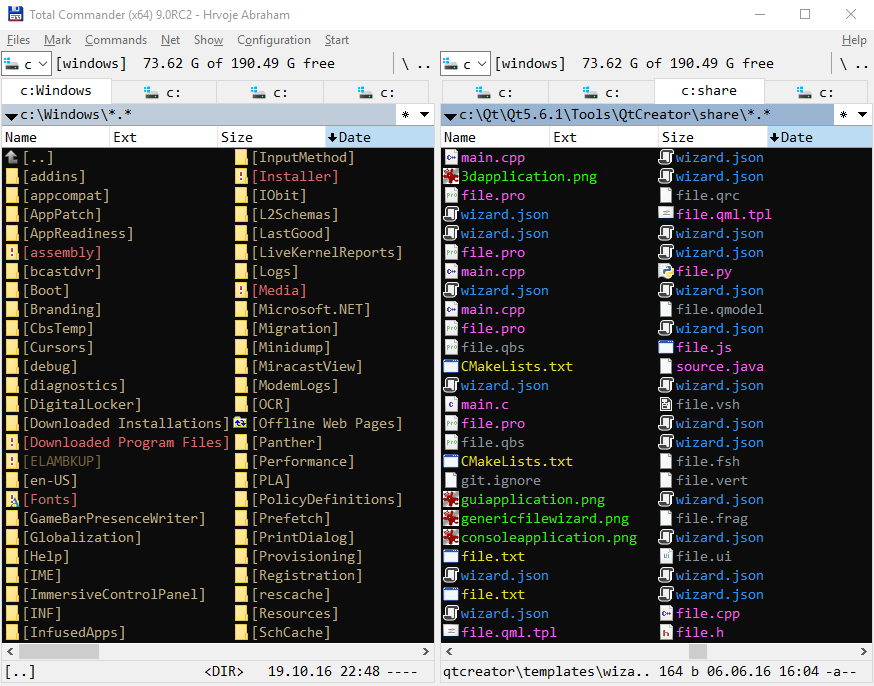 Total Commander (x64) 9.0RC2 - Hrvoje Abraham
Files Mark Commands Net Show Configuration Start Help
c [windows] 73.62 G of 190.49 G free \ ..
c:Windows c: c: c:
c:\Windows\*.* *
Name Ext Size Date
[..]
[addins]
[appcompat]
[AppPatch]
[AppReadiness]
[assembly]
[bcastdvr]
[Boot]
[Branding]
[CbsTemp]
[Cursors]
[debug]
[diagnostics]
[DigitalLocker]
[Downloaded Installations]
[Downloaded Program Files]
[ELAMBKUP]
[en-US]
[Fonts]
[GameBarPresenceWriter]
[Globalization]
[Help]
[IME]
[ImmersiveControlPanel]
[INF]
[InfusedApps]
[InputMethod]
[Installer]
[IObit]
[L2Schemas]
[LastGood]
[LiveKernelReports]
[Logs]
[Media]
[Microsoft.NET]
[Migration]
[Minidump]
[MiracastView]
[ModemLogs]
[OCR]
[Offline Web Pages]
[Panther]
[Performance]
[PLA]
[PolicyDefinitions]
[Prefetch]
[PrintDialog]
[Provisioning]
[Registration]
[rescache]
[Resources]
[SchCache]
[..] <DIR> 19.10.16 22:48 ----
c [windows] 73.62 G of 190.49 G free \ ..
c: c: c:share c:
c:\Qt\Qt5.6.1\Tools\QtCreator\share\*.* *
Name Ext Size Date
main.cpp
3dapplication.png
file.pro
wizard.json
wizard.json
file.pro
main.cpp
wizard.json
main.cpp
file.pro
file.qbs
CMakeLists.txt
wizard.json
main.c
file.pro
file.qbs
CMakeLists.txt
git.ignore
guiapplication.png
genericfilewizard.png
consoleapplication.png
file.txt
wizard.json
file.txt
wizard.json
file.qml.tpl
wizard.json
wizard.json
file.qrc
file.qml.tpl
wizard.json
wizard.json
file.py
wizard.json
file.qmodel
wizard.json
file.js
source.java
wizard.json
file.vsh
wizard.json
wizard.json
file.fsh
file.vert
wizard.json
file.frag
wizard.json
file.ui
wizard.json
wizard.json
file.cpp
file.h
qtcreator\templates\wiza.. 164 b 06.06.16 16:04 -a--